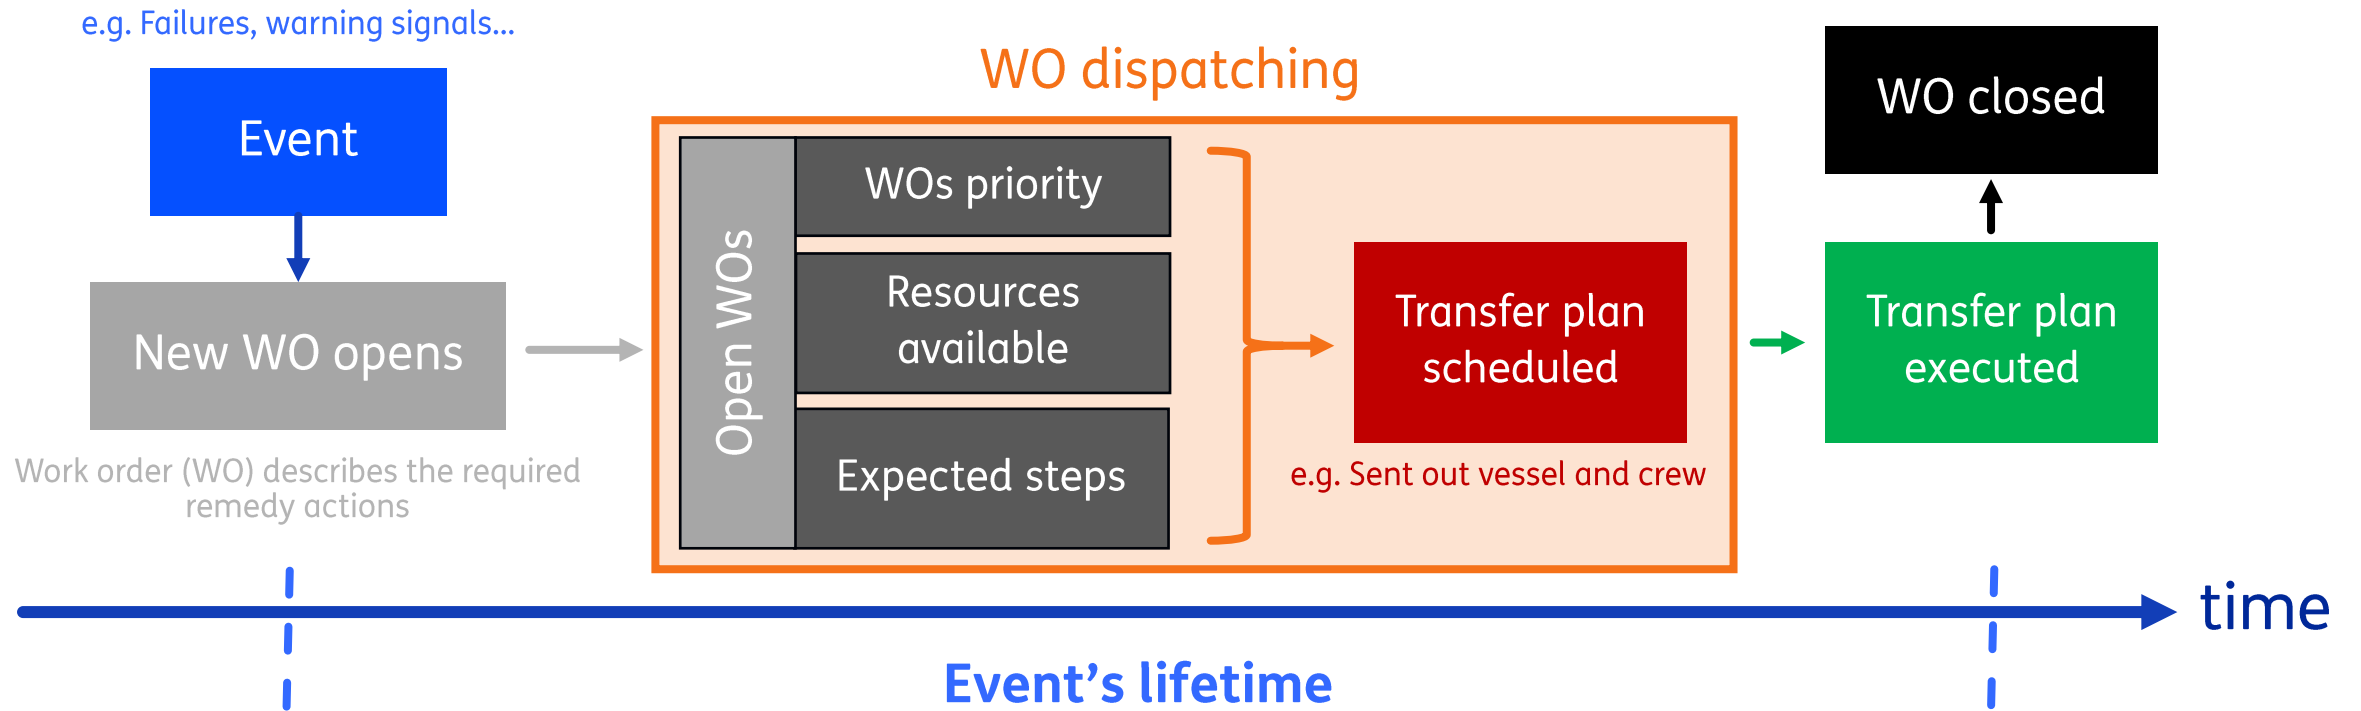 e.g. Failures, warning signals...
Event
New WO opens
Work order (WO) describes the required
remedy actions
WO dispatching
Open WOs
WOs priority
Resources
available
Expected steps
Transfer plan
scheduled
e.g. Sent out vessel and crew
WO closed
Transfer plan
executed
time
Event's lifetime